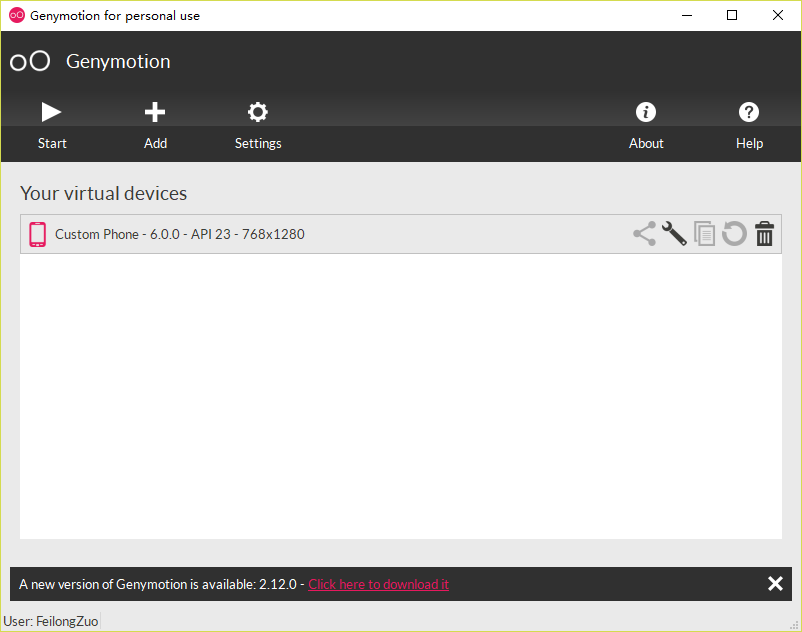 Genymotion for personal use
Genymotion
Start Add Settings About Help
Your virtual devices
Custom Phone - 6.0.0 - API 23 - 768x1280
A new version of Genymotion is available: 2.12.0 - Click here to download it
User: FeilongZuo